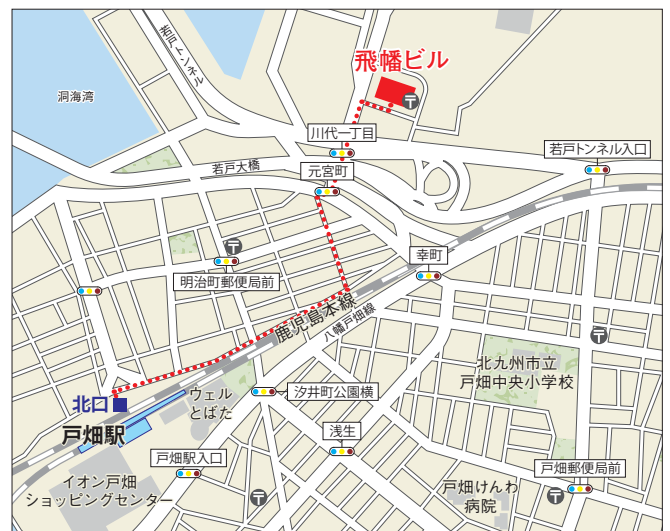 若戸トンネル
飛幡ビル
洞海湾
川代一丁目
若戸大橋
元宮町
若戸トンネル入口
幸町
明治町郵便局前
鹿児島本線
八幡戸畑線
北九州市立
戸畑中央小学校
北口
戸畑駅
ウェル
とばた
汐井町公園横
浅生
戸畑駅入口
イオン戸畑
ショッピングセンター
戸畑けんわ
病院
戸畑郵便局前